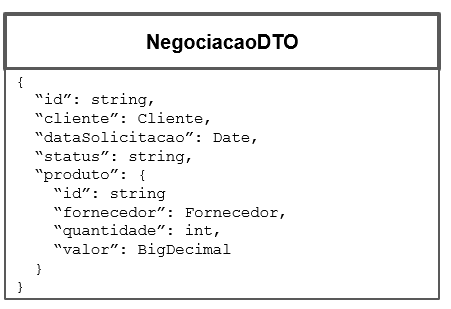 NegociacaoDTO
{
“id”: string,
“cliente”: Cliente,
“dataSolicitacao”: Date,
“status”: string,
“produto”: {
“id”: string
“fornecedor”: Fornecedor,
“quantidade”: int,
“valor”: BigDecimal
}
}